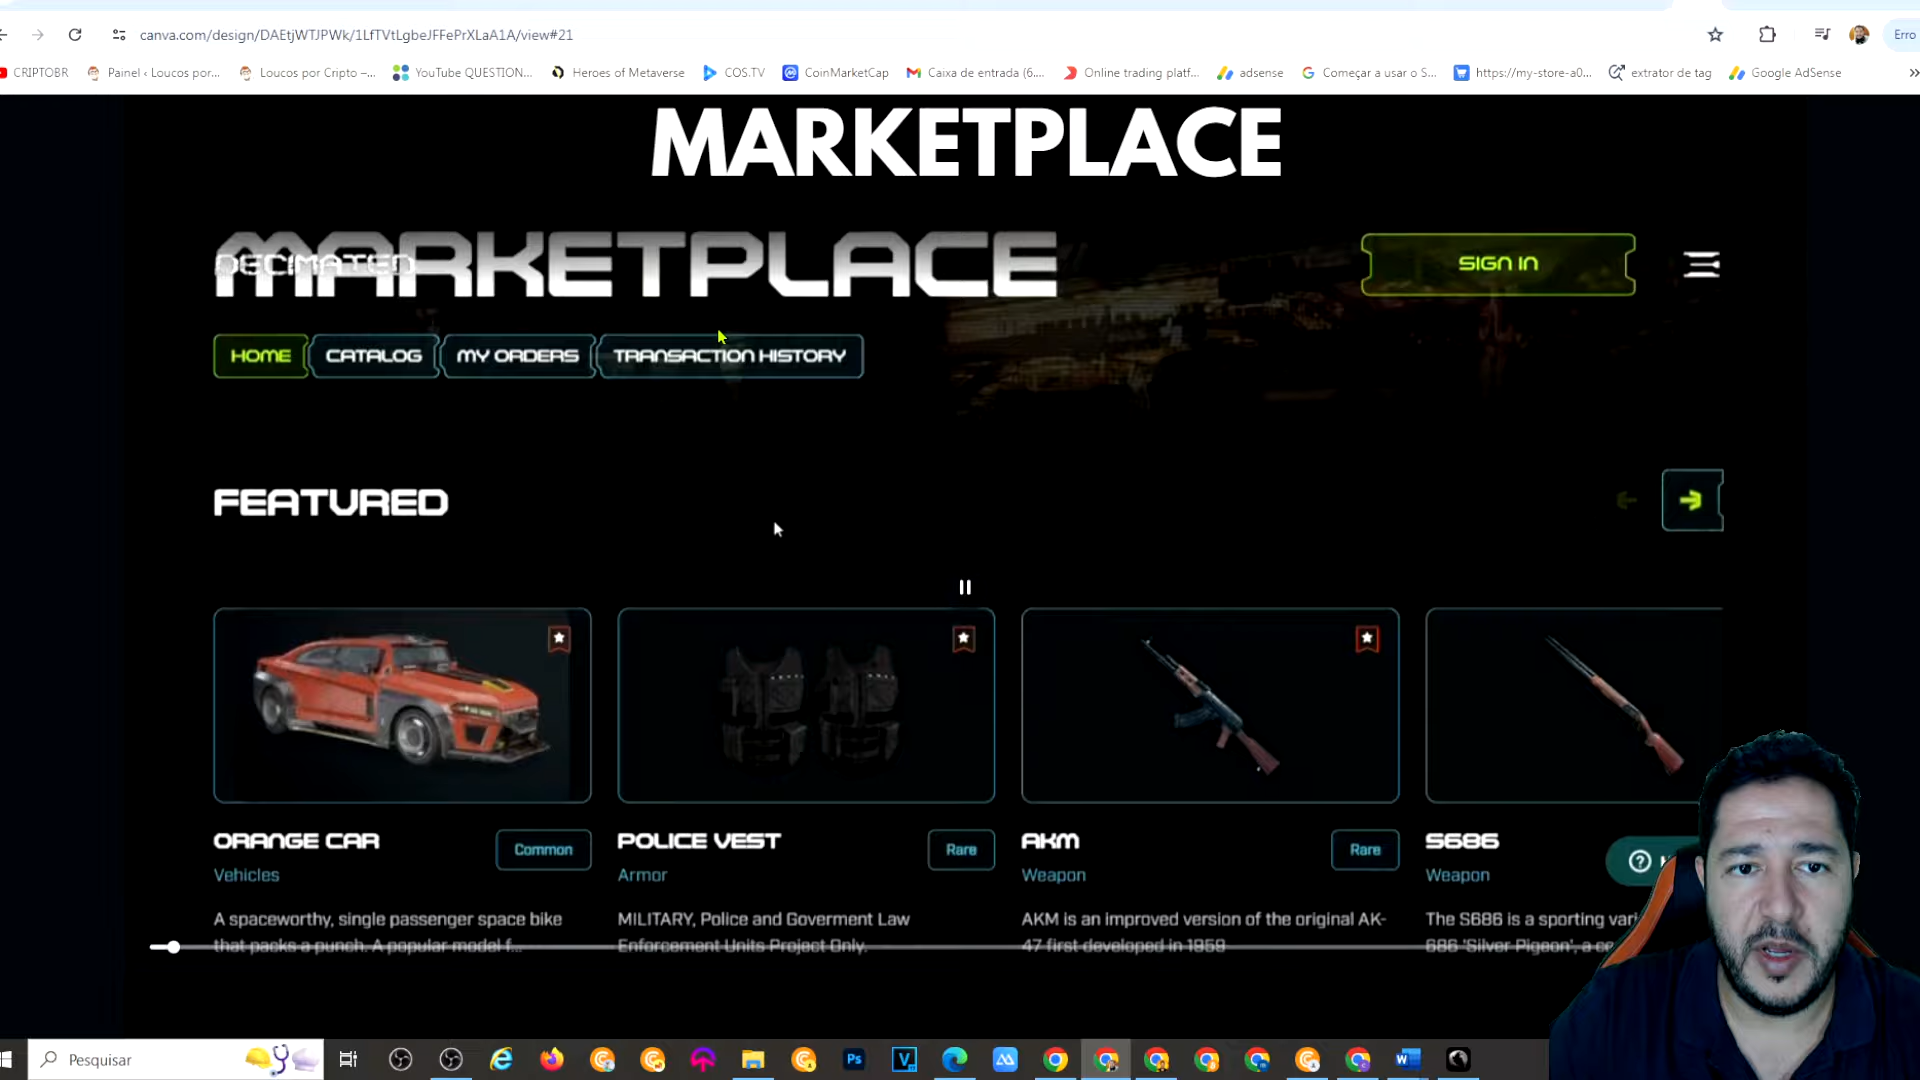 canva.com/design/DAEtjWTJPWk/1LfTVtLgbeJFFePrXLaA1A/view#21
Erro
CRIPTOBR
Painel ‹ Loucos por...
Loucos por Cripto –...
YouTube QUESTION...
Heroes of Metaverse
COS.TV
CoinMarketCap
Caixa de entrada (6....
Online trading platf...
adsense
Começar a usar o S...
https://my-store-a0...
extrator de tag
Google AdSense
MARKETPLACE
MARKETPLACE
DECIMATED
SIGN IN
HOME
CATALOG
MY ORDERS
TRANSACTION HISTORY
FEATURED
ORANGE CAR
Common
Vehicles
A spaceworthy, single passenger space bike
that packs a punch. A popular model f...
POLICE VEST
Rare
Armor
MILITARY, Police and Goverment Law
Enforcement Units Project Only.
AKM
Rare
Weapon
AKM is an improved version of the original AK-
47 first developed in 1959
S686
Weapon
The S686 is a sporting vari
686 'Silver Pigeon', a co
Pesquisar
Ps
V
W